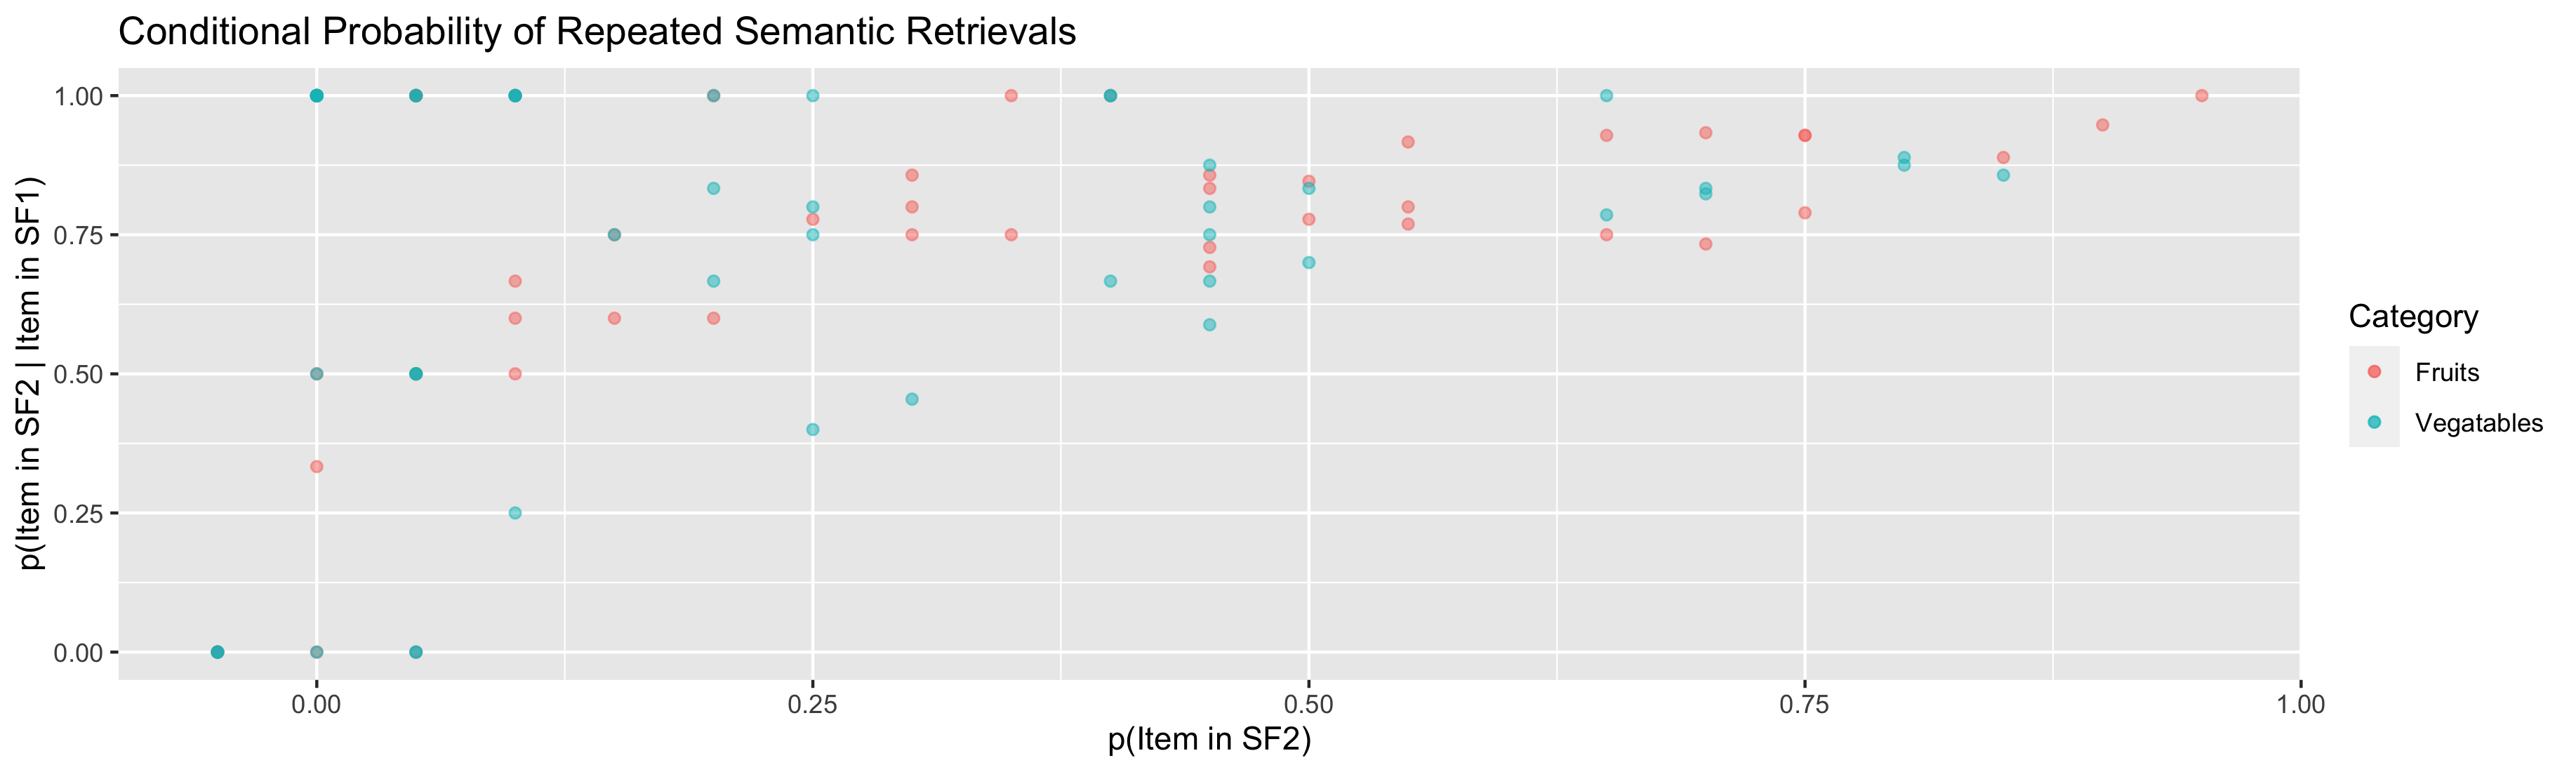 Conditional Probability of Repeated Semantic Retrievals
p(Item in SF2 | Item in SF1)
1.00
0.75
0.50
0.25
0.00
0.00
0.25
0.50
0.75
1.00
p(Item in SF2)
Category
Fruits
Vegatables